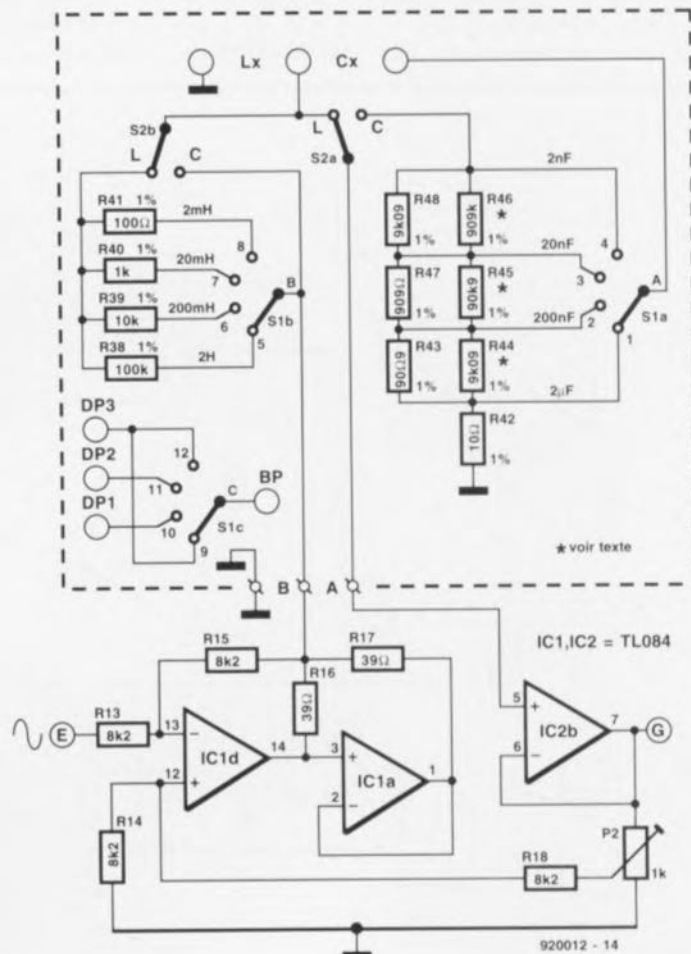 Lx
Cx
S2b
L
C
L
C
S2a
R41 1%
100Ω
2mH
R40 1%
1k
20mH
R39 1%
10k
200mH
R38 1%
100k
2H
8
7
6
5
B
S1b
2nF
R48
9k09
1%
R46
909k
★
1%
20nF
R47
909Ω
1%
R45
90k9
★
1%
200nF
R43
90Ω9
1%
R44
9k09
★
1%
2µF
R42
10Ω
1%
4
3
2
1
A
S1a
DP3
DP2
DP1
12
11
10
9
C
S1c
BP
★ voir texte
B
A
R15
8k2
R17
39Ω
R16
39Ω
IC1,IC2 = TL084
E
R13
8k2
13
−
12
+
IC1d
14
3
+
2
−
IC1a
1
5
+
6
−
IC2b
7
G
R14
8k2
R18
8k2
P2
1k
920012 - 14